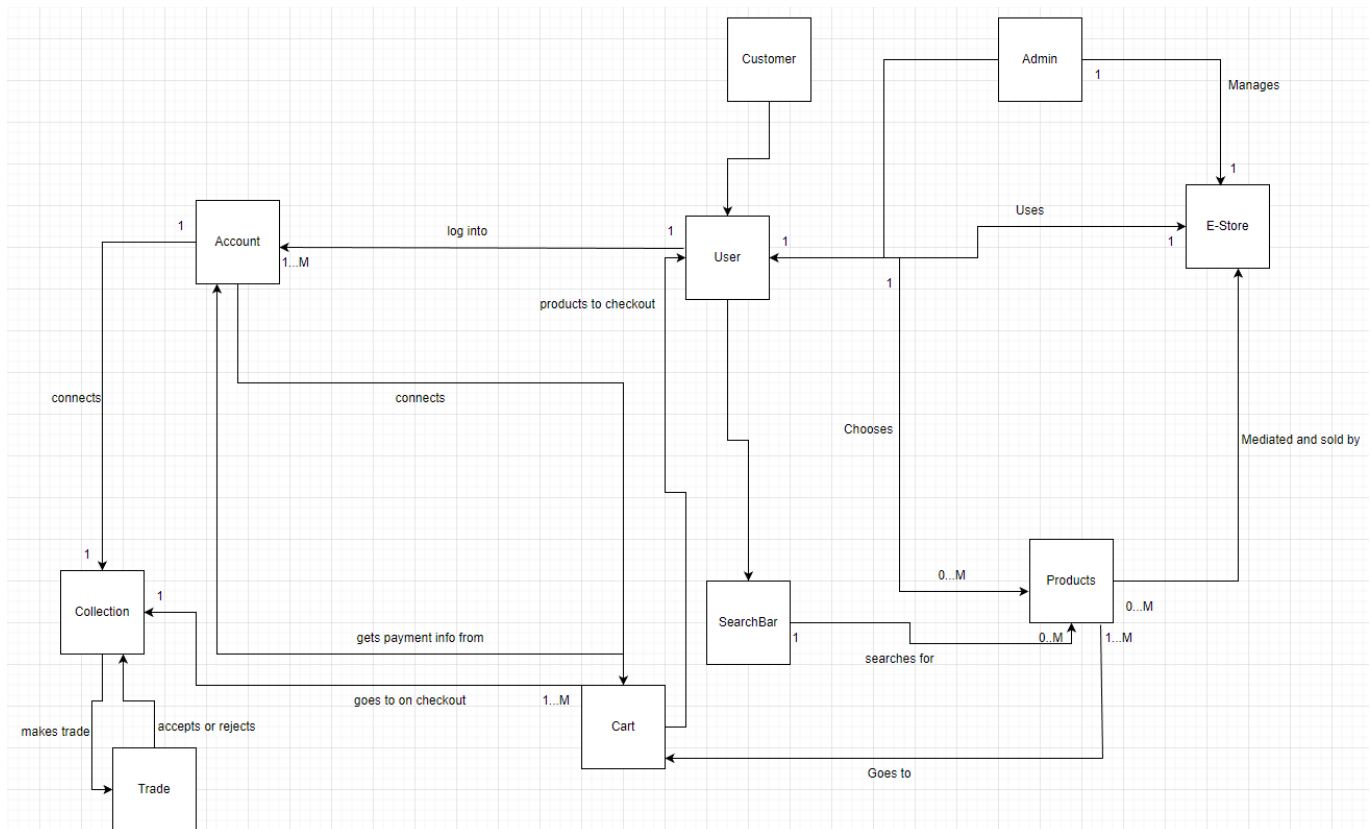 Customer
Admin
1
Manages
1
Account
1
1...M
log into
1
User
1
Uses
1
E-Store
1
products to checkout
connects
connects
Chooses
Mediated and sold by
1
Collection
1
0...M
Products
0...M
SearchBar
1
0...M
1...M
searches for
gets payment info from
goes to on checkout
1...M
Cart
makes trade
accepts or rejects
Goes to
Trade